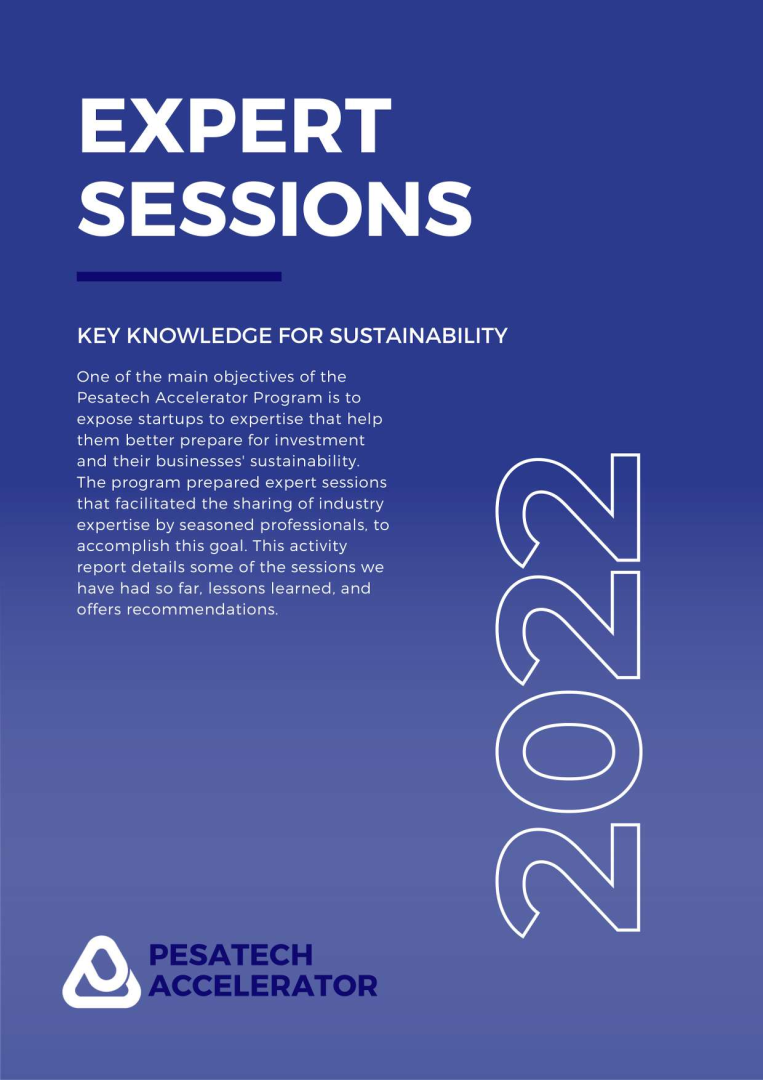 EXPERT
SESSIONS
KEY KNOWLEDGE FOR SUSTAINABILITY
One of the main objectives of the
Pesatech Accelerator Program is to
expose startups to expertise that help
them better prepare for investment
and their businesses' sustainability.
The program prepared expert sessions
that facilitated the sharing of industry
expertise by seasoned professionals, to
accomplish this goal. This activity
report details some of the sessions we
have had so far, lessons learned, and
offers recommendations.
2022
PESATECH
ACCELERATOR